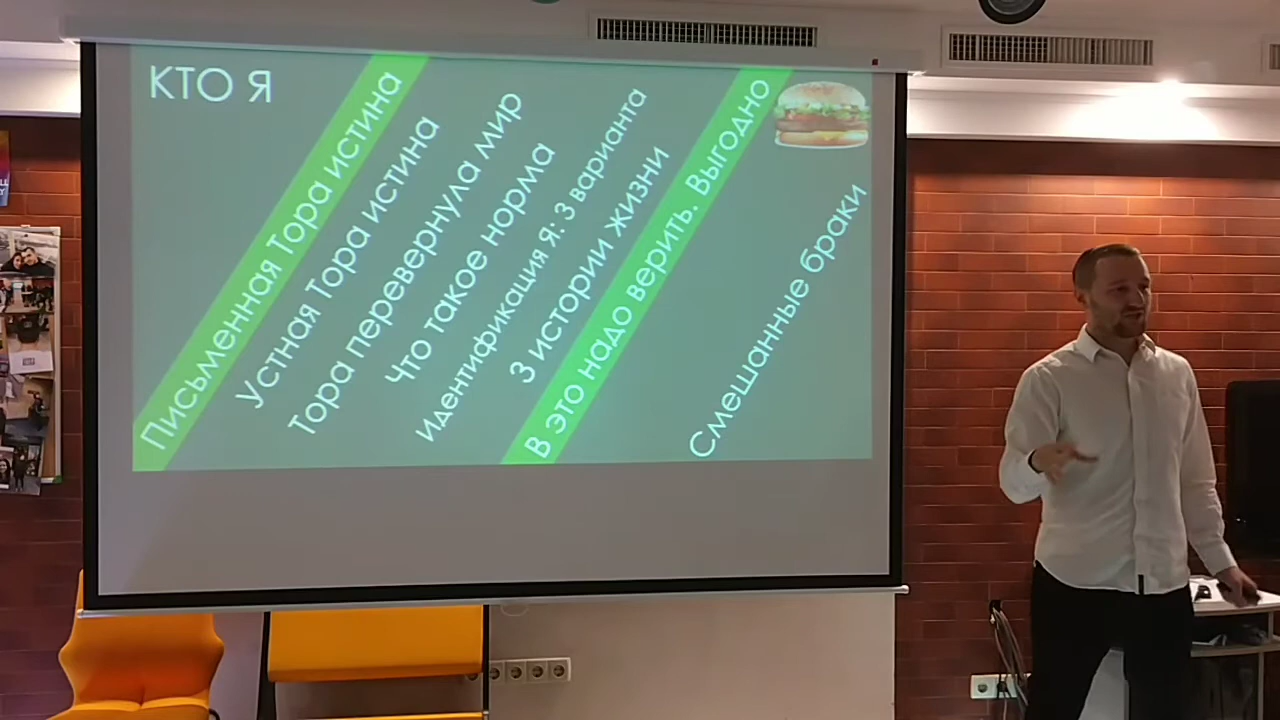 КТО Я
Письменная Тора истина
Устная Тора истина
Тора перевернула мир
Что такое норма
Идентификация Я: 3 варианта
3 истории жизни
В это надо верить. Выгодно
Смешанные браки